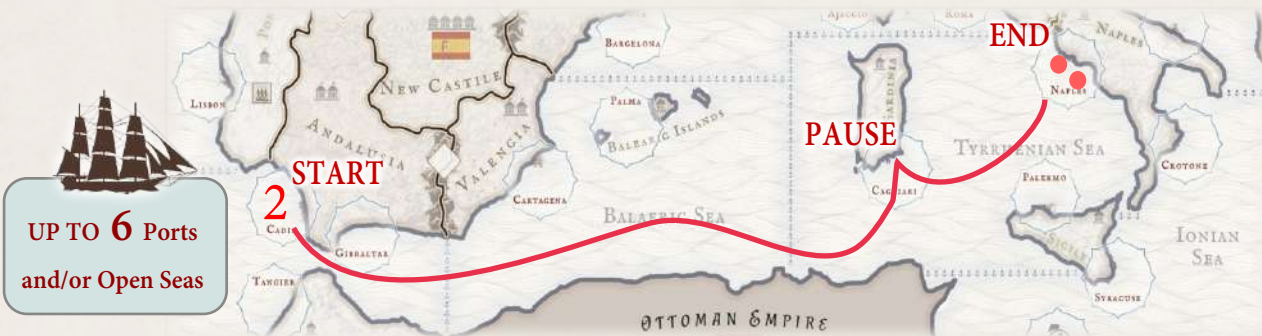 Ajaccio
Roma
END
Naples
Barcelona
New Castile
F
Lisbon
Palma
Balearic Islands
Sardinia
Naples
Andalusia
PAUSE
Tyrrhenian Sea
START
Valencia
Crotone
2
Cagliari
Palermo
Cartagena
UP TO 6 Ports
and/or Open Seas
Cadi
Balaeric Sea
Gibraltar
Sicily
Ionian
Sea
Tangier
Syracuse
Ottoman Empire